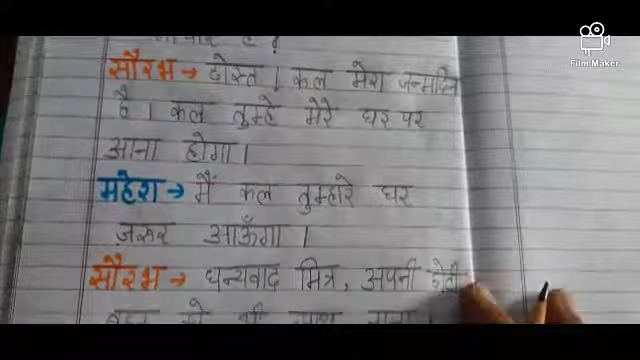 सौरभ → दोस्त । कल मेरा जन्मदिन
है । कल तुम्हे मेरे घर पर
आना होगा ।
महेश → मैं कल तुम्हारे घर
ज़रूर आऊँगा ।
सौरभ → धन्यवाद मित्र, अपनी छोटी
Film Maker